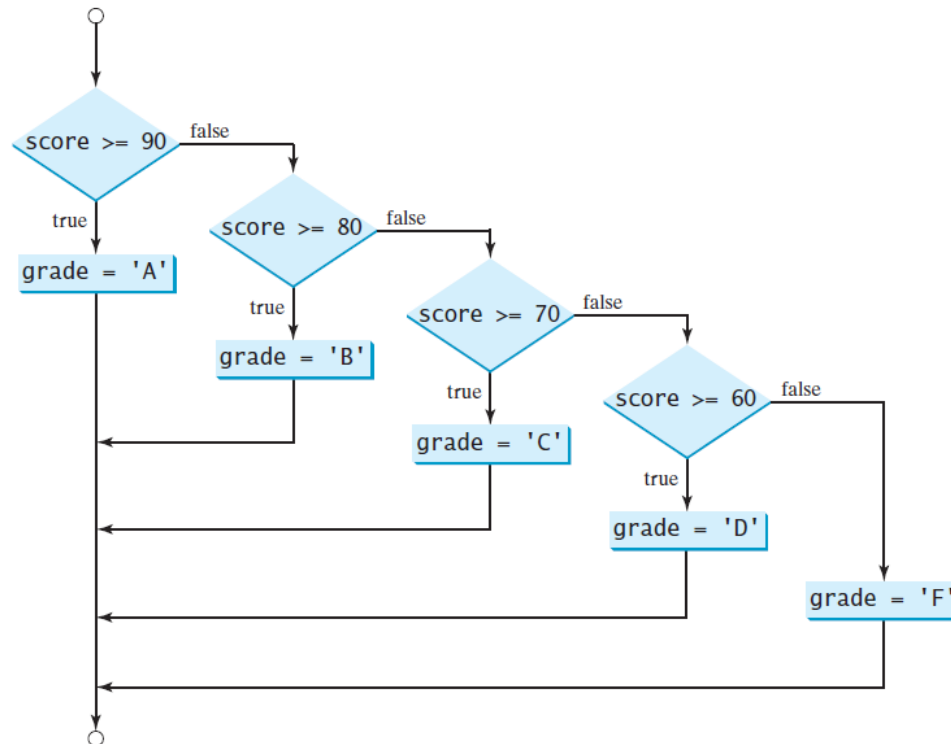 score >= 90
false
true
grade = 'A'
score >= 80
false
true
grade = 'B'
score >= 70
false
true
grade = 'C'
score >= 60
false
true
grade = 'D'
grade = 'F'